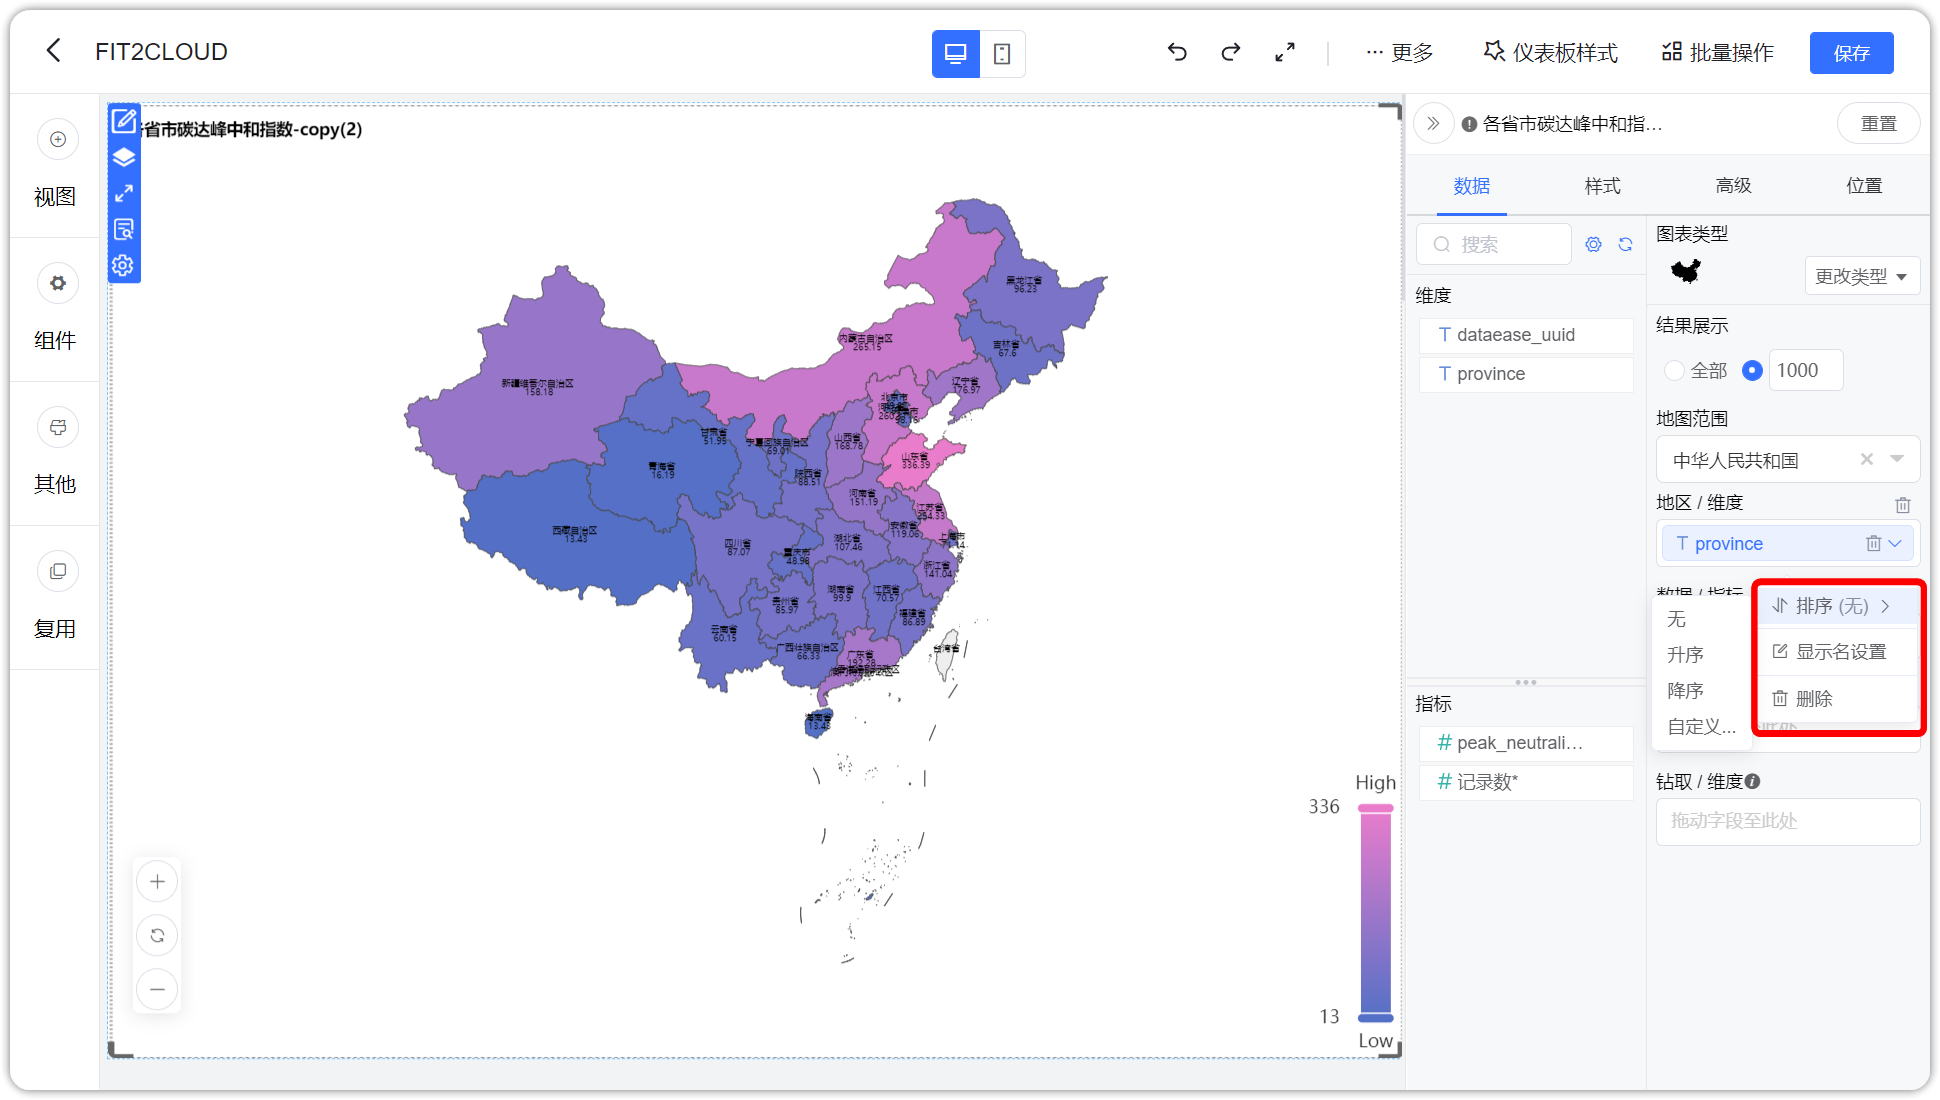 FIT2CLOUD
更多
仪表板样式
批量操作
保存
视图
组件
其他
复用
省市碳达峰中和指数-copy(2)
黑龙江省
96.23
内蒙古自治区
265.15
吉林省
67.6
新疆维吾尔自治区
158.18
辽宁省
176.97
北京市
甘肃省
51.95
宁夏回族自治区
69.01
山西省
168.78
山东省
336.39
青海省
16.19
陕西省
88.51
河南省
151.19
江苏省
254.33
安徽省
119.06
上海市
西藏自治区
13.43
四川省
87.07
重庆市
48.98
湖北省
107.46
浙江省
141.04
湖南省
99.9
江西省
70.57
贵州省
85.97
福建省
86.89
云南省
60.15
广西壮族自治区
66.33
广东省
192.28
台湾省
海南省
13.45
High
336
13
Low
各省市碳达峰中和指...
重置
数据
样式
高级
位置
搜索
维度
T dataease_uuid
T province
指标
# peak_neutrali...
# 记录数*
图表类型
更改类型
结果展示
全部
1000
地图范围
中华人民共和国
地区 / 维度
T province
数据 / 指标
排序 (无)
显示名设置
删除
无
升序
降序
自定义...
钻取 / 维度
拖动字段至此处